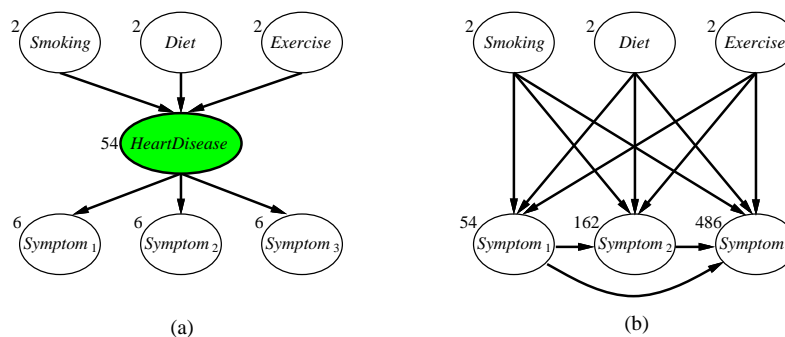 2 Smoking 2 Diet 2 Exercise
54 HeartDisease
6 Symptom 1 6 Symptom 2 6 Symptom 3
(a)
2 Smoking 2 Diet 2 Exercise
54 Symptom 1 162 Symptom 2 486 Symptom
(b)